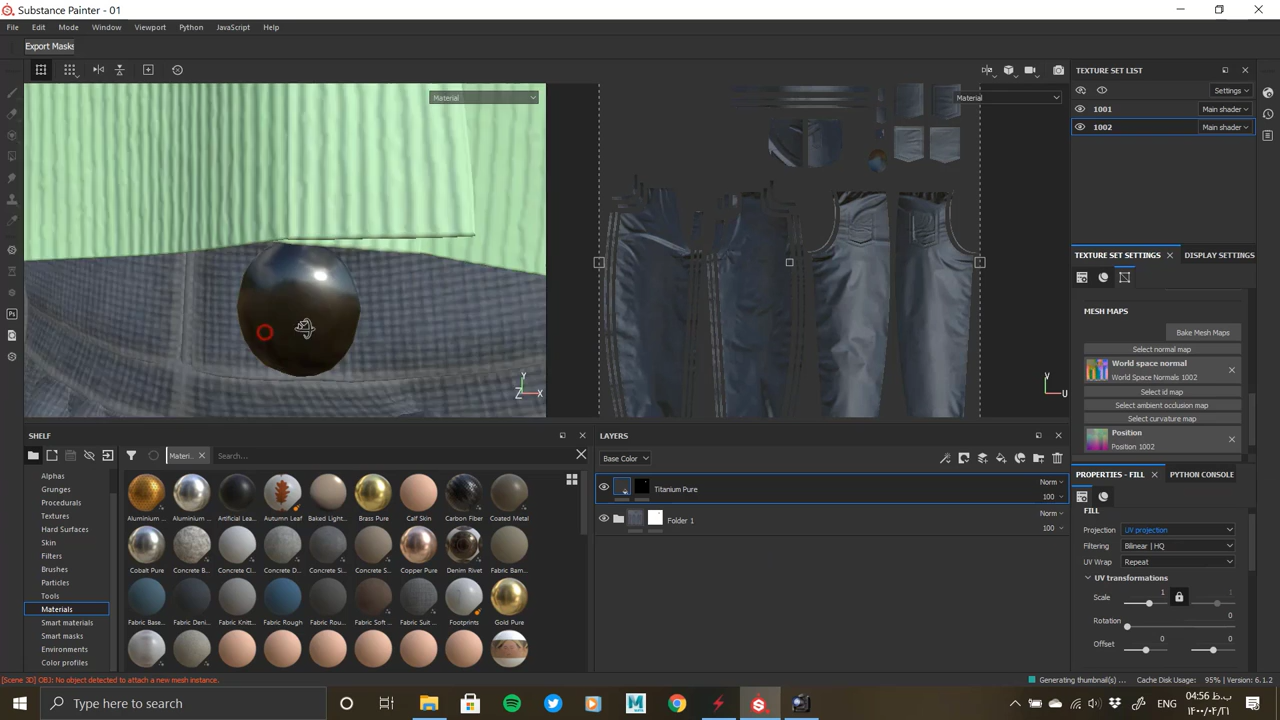 Substance Painter - 01
File Edit Mode Window Viewport Python JavaScript Help
Export Masks
Material
Material
TEXTURE SET LIST
Settings
1001 Main shader
1002 Main shader
TEXTURE SET SETTINGS DISPLAY SETTINGS
MESH MAPS
Bake Mesh Maps
Select normal map
World space normal
World Space Normals 1002
Select id map
Select ambient occlusion map
Select curvature map
Position
Position 1002
Y
Z X
V
U
SHELF
Materi...
Search...
Alphas
Grunges
Procedurals
Textures
Hard Surfaces
Skin
Filters
Brushes
Particles
Tools
Materials
Smart materials
Smart masks
Environments
Color profiles
Aluminium ... Aluminium ... Artificial Lea... Autumn Leaf Baked Light... Brass Pure Calf Skin Carbon Fiber Coated Metal
Cobalt Pure Concrete B... Concrete Cl... Concrete D... Concrete Si... Concrete S... Copper Pure Denim Rivet Fabric Bam...
Fabric Base... Fabric Deni... Fabric Knitt... Fabric Rough Fabric Rou... Fabric Soft ... Fabric Suit ... Footprints Gold Pure
LAYERS
Base Color
Titanium Pure Norm
100
Folder 1 Norm
100
PROPERTIES - FILL PYTHON CONSOLE
FILL
Projection UV projection
Filtering Bilinear | HQ
UV Wrap Repeat
UV transformations
Scale 1 1
Rotation 0
Offset 0 0
[Scene 3D] OBJ: No object detected to attach a new mesh instance.
Generating thumbnail(s) ... Cache Disk Usage: 95% | Version: 6.1.2
Type here to search
ENG
04:56 ب.ظ
۱۴۰۰/۰۲/۲۱